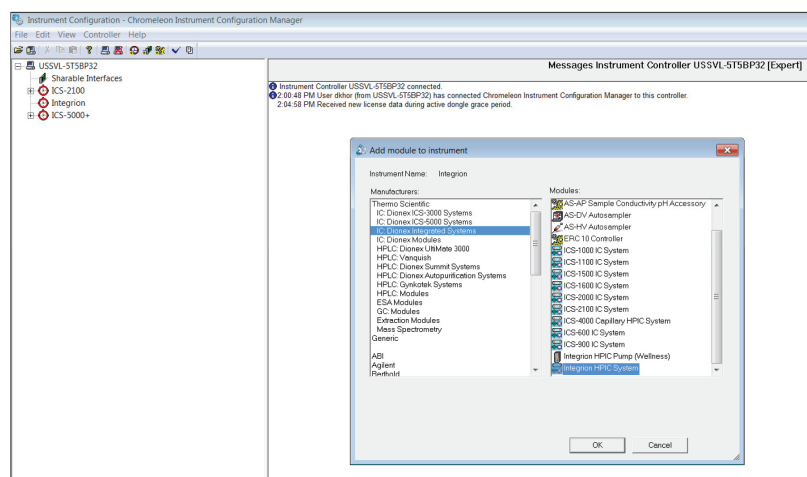 Instrument Configuration - Chromeleon Instrument Configuration Manager
File Edit View Controller Help
USSVL-5T5BP32
Sharable Interfaces
ICS-2100
Integrion
ICS-5000+
Messages Instrument Controller USSVL-5T5BP32 [Expert]
Instrument Controller USSVL-5T5BP32 connected.
2:00:48 PM User dkhor (from USSVL-5T5BP32) has connected Chromeleon Instrument Configuration Manager to this controller.
2:04:58 PM Received new license data during active dongle grace period.
Add module to instrument
Instrument Name: Integrion
Manufacturers:
Thermo Scientific
IC: Dionex ICS-3000 Systems
IC: Dionex ICS-5000 Systems
IC: Dionex Integrated Systems
IC: Dionex Modules
HPLC: Dionex UltiMate 3000
HPLC: Vanquish
HPLC: Dionex Summit Systems
HPLC: Dionex Autopurification Systems
HPLC: Gynkotek Systems
HPLC: Modules
ESA Modules
GC: Modules
Extraction Modules
Mass Spectrometry
Generic
ABI
Agilent
Berthold
Modules:
AS-AP Sample Conductivity pH Accessory
AS-DV Autosampler
AS-HV Autosampler
ERC 10 Controller
ICS-1000 IC System
ICS-1100 IC System
ICS-1500 IC System
ICS-1600 IC System
ICS-2000 IC System
ICS-2100 IC System
ICS-4000 Capillary HPIC System
ICS-600 IC System
ICS-900 IC System
Integrion HPIC Pump (Wellness)
Integrion HPIC System
OK
Cancel